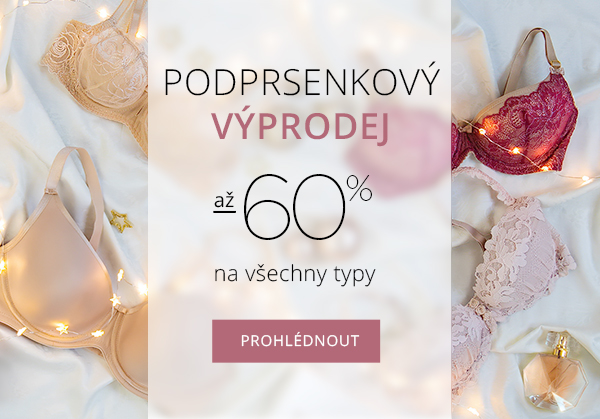 PODPRSENKOVÝ
VÝPRODEJ
až 60%
na všechny typy
PROHLÉDNOUT